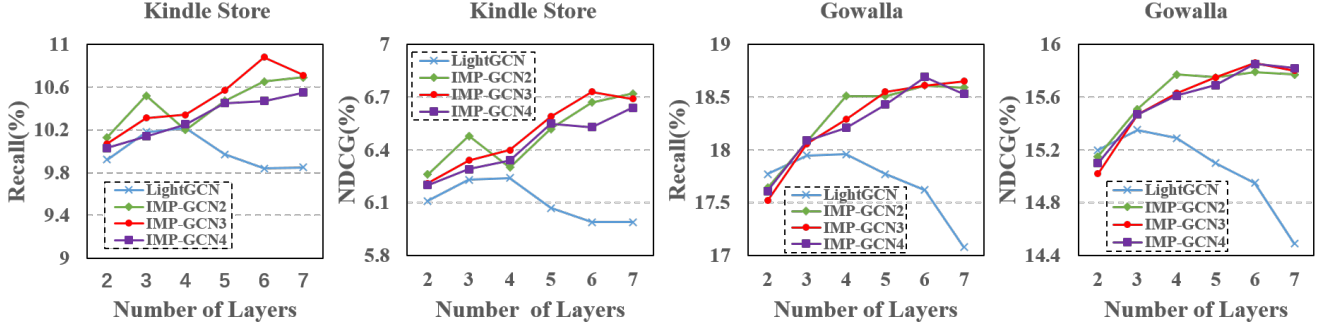 Kindle Store
Recall(%)
11
10.6
10.2
9.8
9.4
9
LightGCN
IMP-GCN2
IMP-GCN3
IMP-GCN4
2 3 4 5 6 7
Number of Layers
Kindle Store
NDCG(%)
7
6.7
6.4
6.1
5.8
LightGCN
IMP-GCN2
IMP-GCN3
IMP-GCN4
2 3 4 5 6 7
Number of Layers
Gowalla
Recall(%)
19
18.5
18
17.5
17
LightGCN
IMP-GCN2
IMP-GCN3
IMP-GCN4
2 3 4 5 6 7
Number of Layers
Gowalla
NDCG(%)
16
15.6
15.2
14.8
14.4
LightGCN
IMP-GCN2
IMP-GCN3
IMP-GCN4
2 3 4 5 6 7
Number of Layers